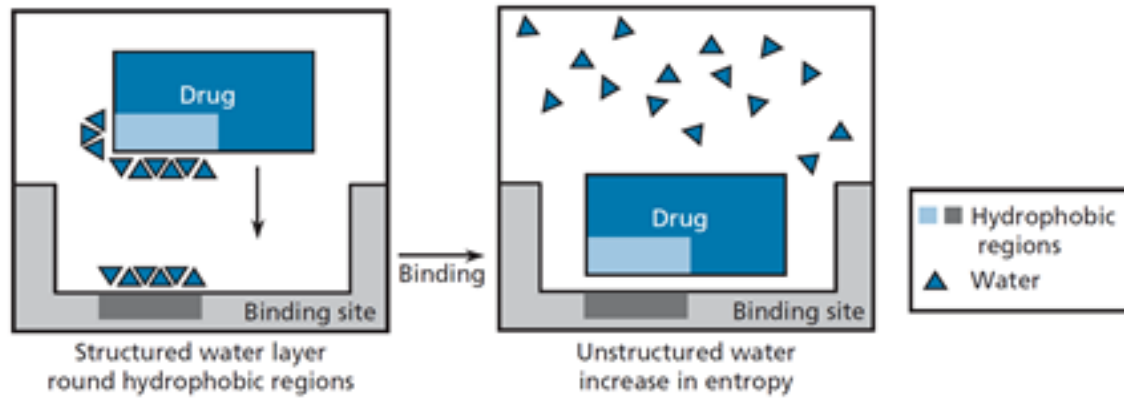 Drug
Binding site
Structured water layer
round hydrophobic regions
Binding
Drug
Binding site
Unstructured water
increase in entropy
Hydrophobic
regions
Water